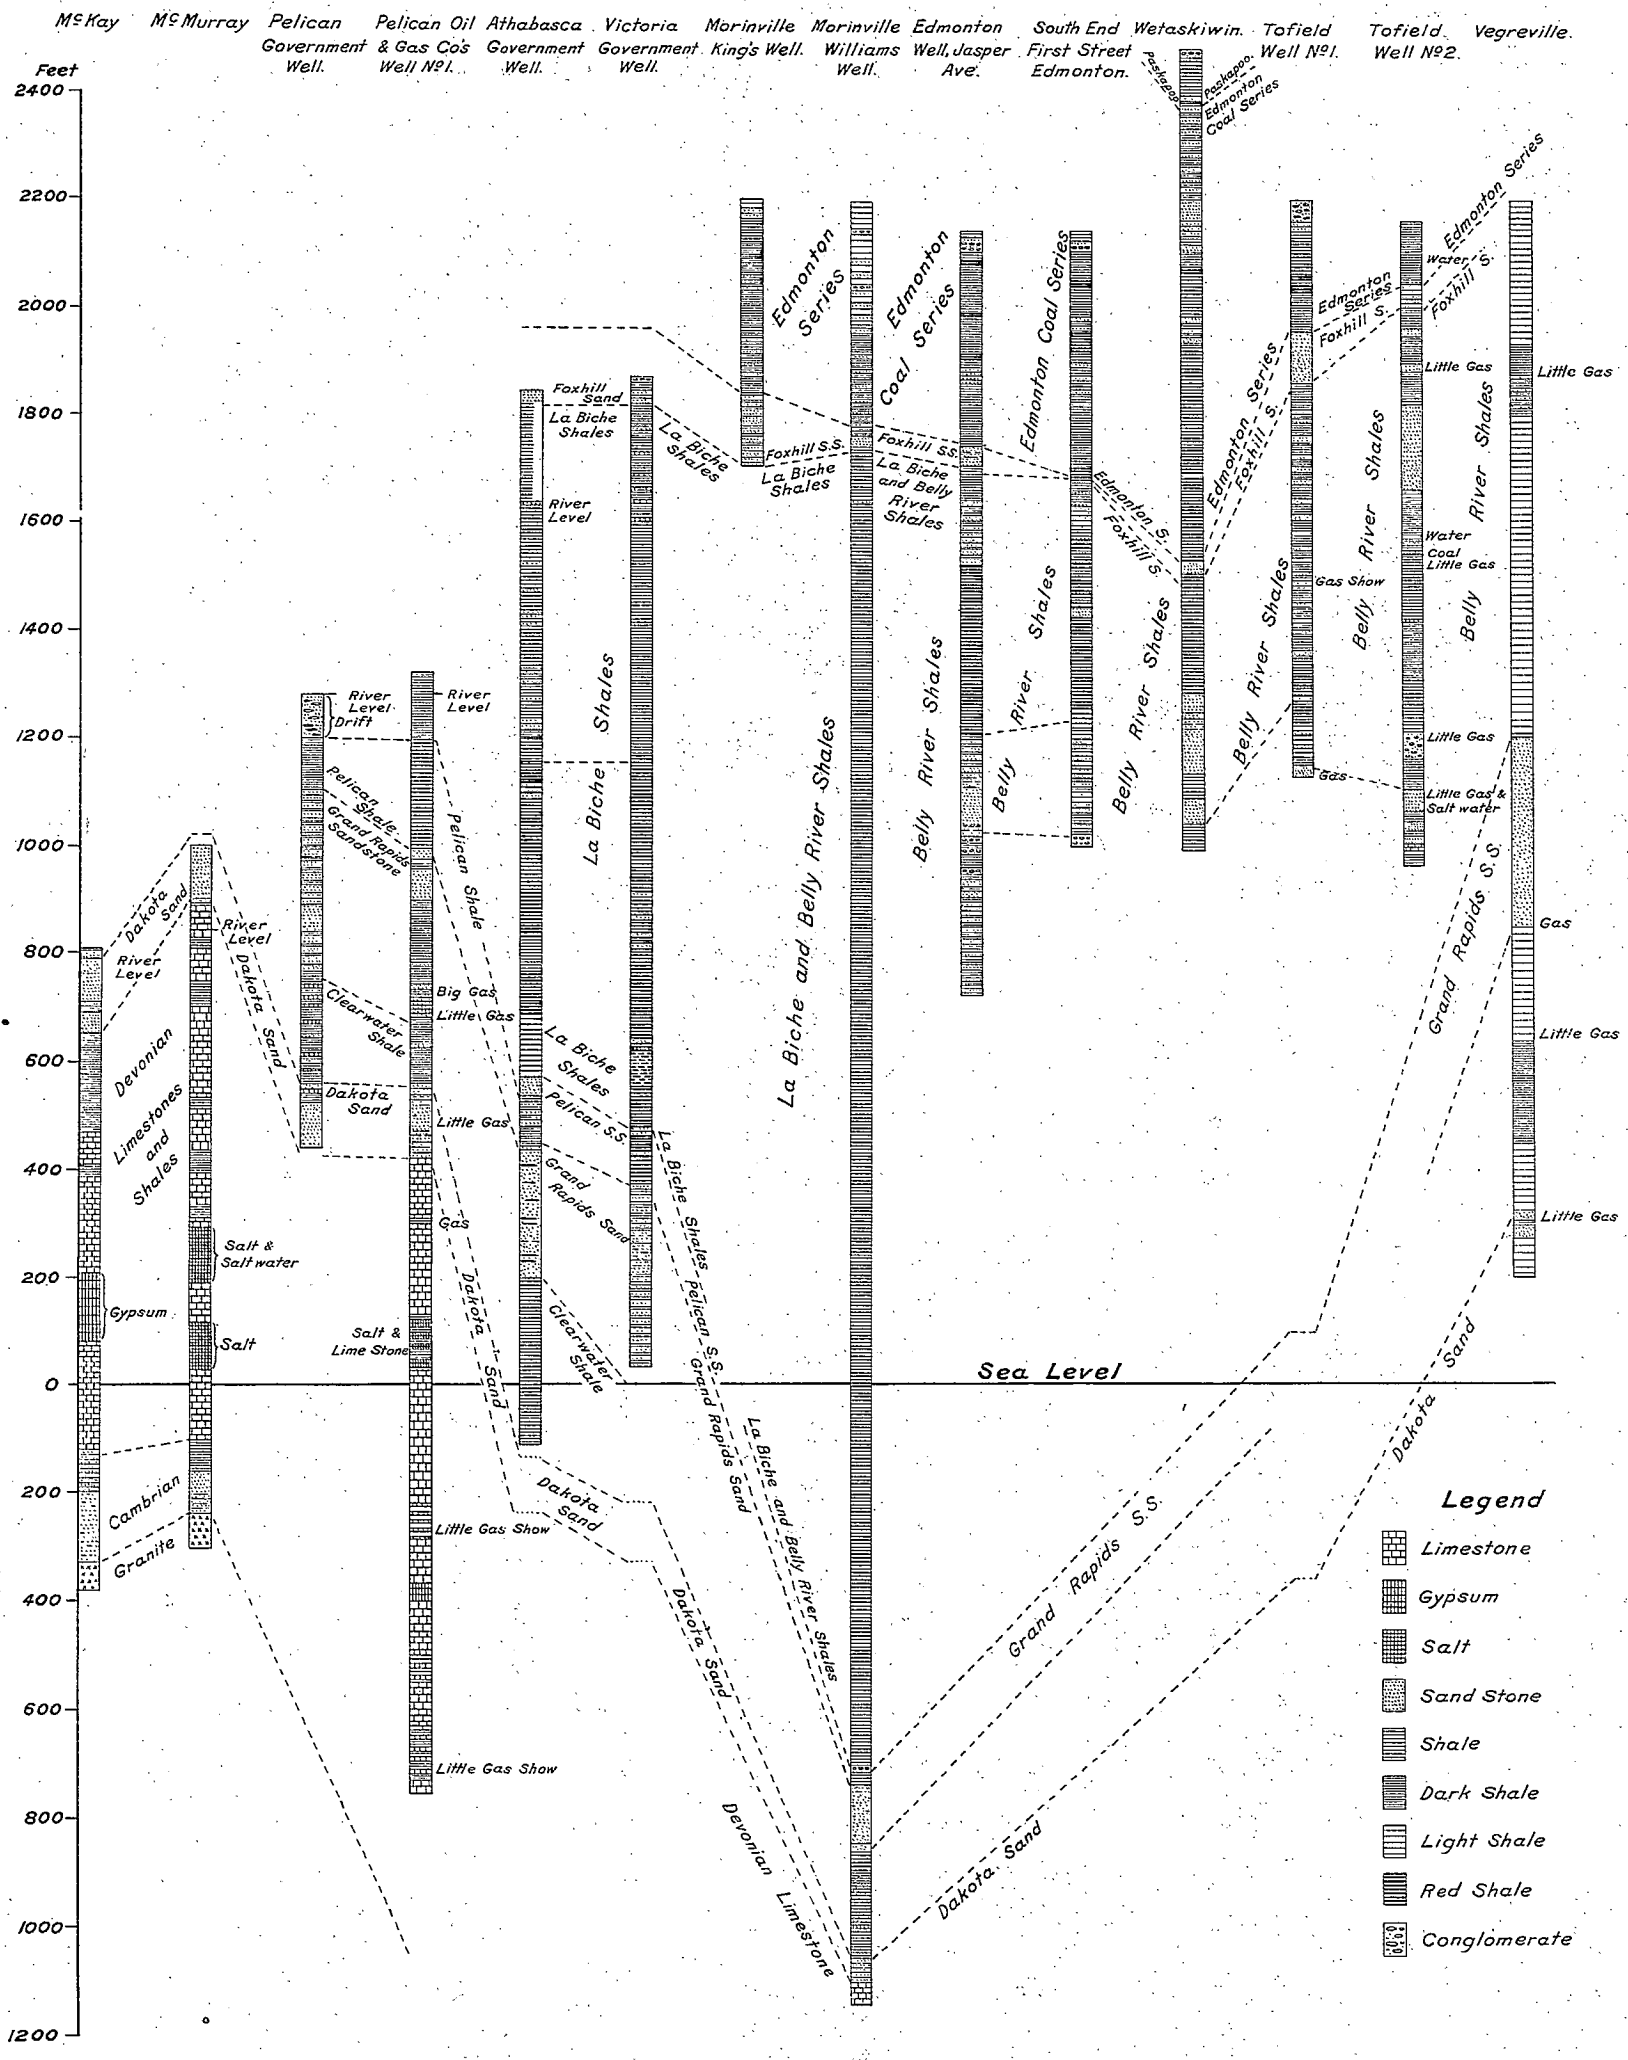 McKay
McMurray
Pelican
Government
Well.
Pelican Oil
& Gas Co's
Well No1.
Athabasca
Government
Well.
Victoria
Government
Well.
Morinville
King's Well.
Morinville
Williams
Well.
Edmonton
Well, Jasper
Ave.
South End
First Street
Edmonton.
Wetaskiwin.
Tofield
Well No1.
Tofield
Well No2.
Vegreville.
Feet
2400
2200
2000
1800
1600
1400
1200
1000
800
600
400
200
0
200
400
600
800
1000
1200
Dakota
Sand
River
Level
Devonian
Limestones
and
Shales
Gypsum
Cambrian
Granite
River
Level
Dakota Sand
Salt &
Salt water
Salt
River
Level
Drift
Pelican
Shale
Grand Rapids
Sandstone
Clearwater
Shale
Dakota
Sand
River
Level
Pelican Shale
Big Gas
Little Gas
Little Gas
Gas
Salt &
Lime Stone
Dakota Sand
Little Gas Show
Little Gas Show
Foxhill
Sand
La Biche
Shales
River
Level
La Biche Shales
La Biche
Shales
Pelican S.S.
Grand
Rapids Sand
Clearwater
Shale
Dakota
Sand
La Biche
Shales
La Biche Shales
Pelican S.S.
Grand Rapids Sand
La Biche and Belly River Shales
Dakota Sand
Devonian Limestone
Edmonton
Series
Foxhill S.S.
La Biche
Shales
La Biche and Belly River Shales
Edmonton
Coal Series
Foxhill S.S.
La Biche
and Belly
River
Shales
Belly River Shales
Edmonton Coal Series
Belly River Shales
Edmonton S.
Foxhill S.
Belly River Shales
Paskapoo
Paskapoo
Edmonton
Coal Series
Edmonton Series
Foxhill S.
Belly River Shales
Edmonton
Series
Foxhill S.
Gas Show
Gas
Belly River Shales
Water
Edmonton Series
Foxhill S.
Little Gas
Water
Coal
Little Gas
Little Gas
Little Gas &
Salt water
Belly River Shales
Little Gas
Gas
Little Gas
Little Gas
Grand Rapids S.S.
Sea Level
Grand Rapids S.S.
Dakota Sand
Dakota Sand
Legend
Limestone
Gypsum
Salt
Sand Stone
Shale
Dark Shale
Light Shale
Red Shale
Conglomerate